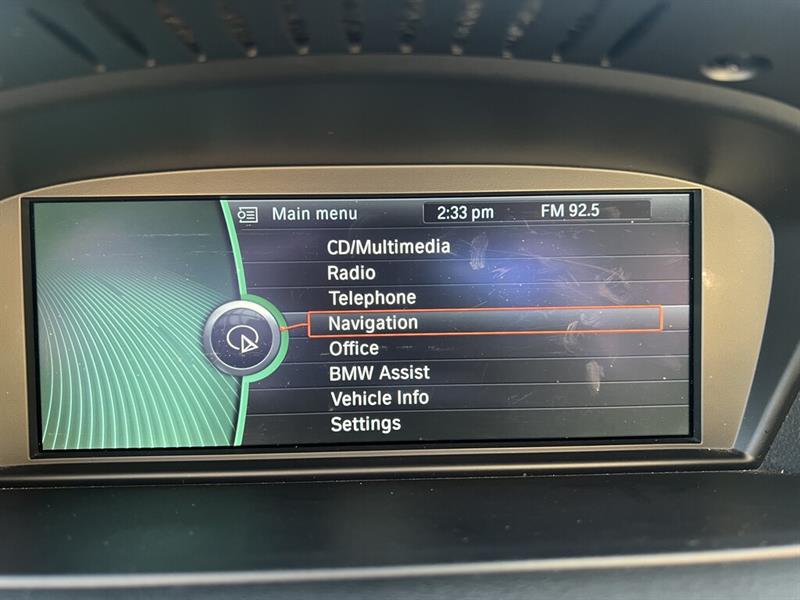 Main menu 2:33 pm FM 92.5
CD/Multimedia
Radio
Telephone
Navigation
Office
BMW Assist
Vehicle Info
Settings